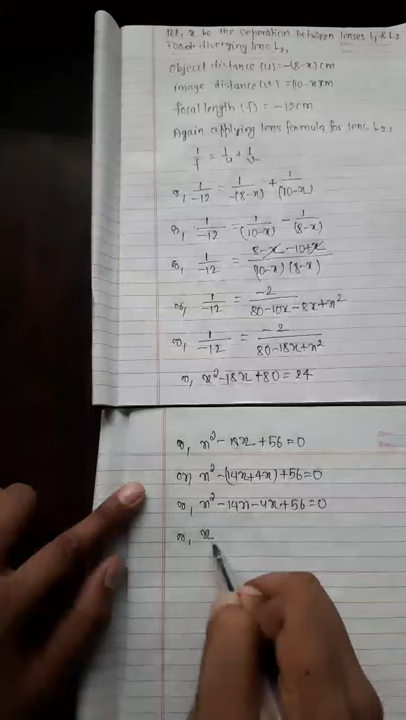 Let, x be the seperation between lenses L₁ & L₂
For diverging lens L₂,
object distance (u) = -(8-x) cm
image distance (v) = (10-x) cm
focal length (f) = -12 cm
Again applying lens formula for lens L₂,
1/f = 1/u + 1/v
or, 1/-12 = 1/-(8-x) + 1/(10-x)
or, 1/-12 = 1/(10-x) - 1/(8-x)
or, 1/-12 = (8-x-10+x)/(10-x)(8-x)
or, 1/-12 = -2/(80-10x-8x+x²)
or, 1/-12 = -2/(80-18x+x²)
or, x²-18x+80=24
or, x²-18x+56=0
or, x²-(14x+4x)+56=0
or, x²-14x-4x+56=0
or, x